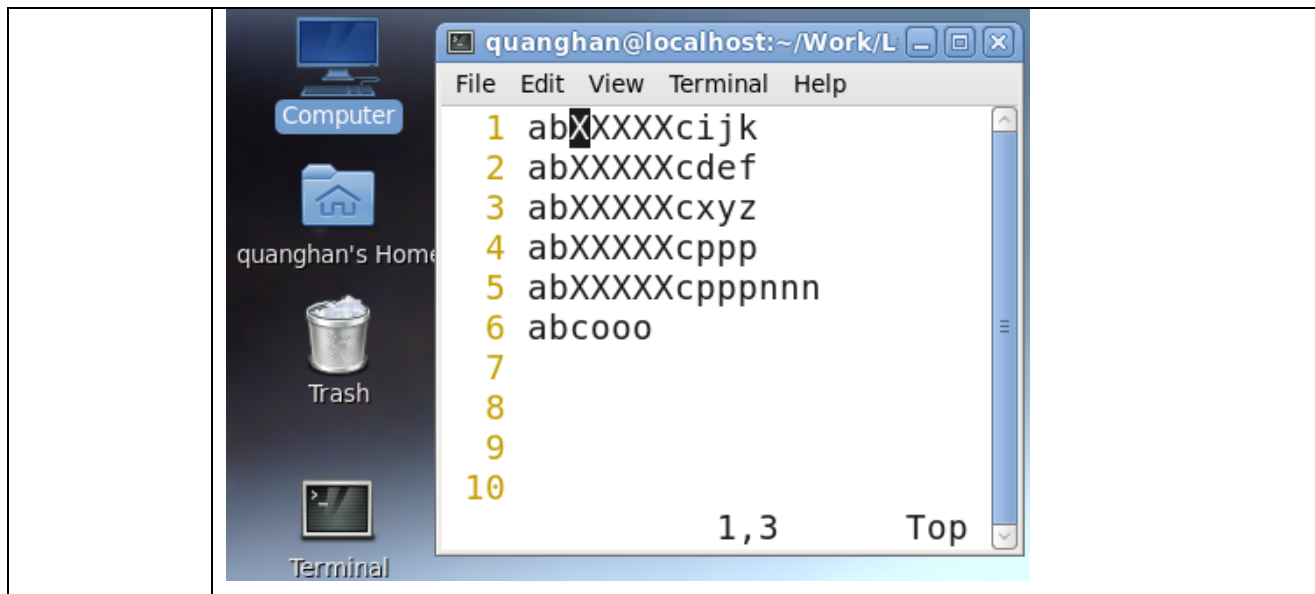 Computer
quanghan's Home
Trash
Terminal
quanghan@localhost:~/Work/L
File Edit View Terminal Help
1 abXXXXXcijk
2 abXXXXXcdef
3 abXXXXXcxyz
4 abXXXXXcppp
5 abXXXXXcpppnnn
6 abcooo
7
8
9
10
1,3 Top